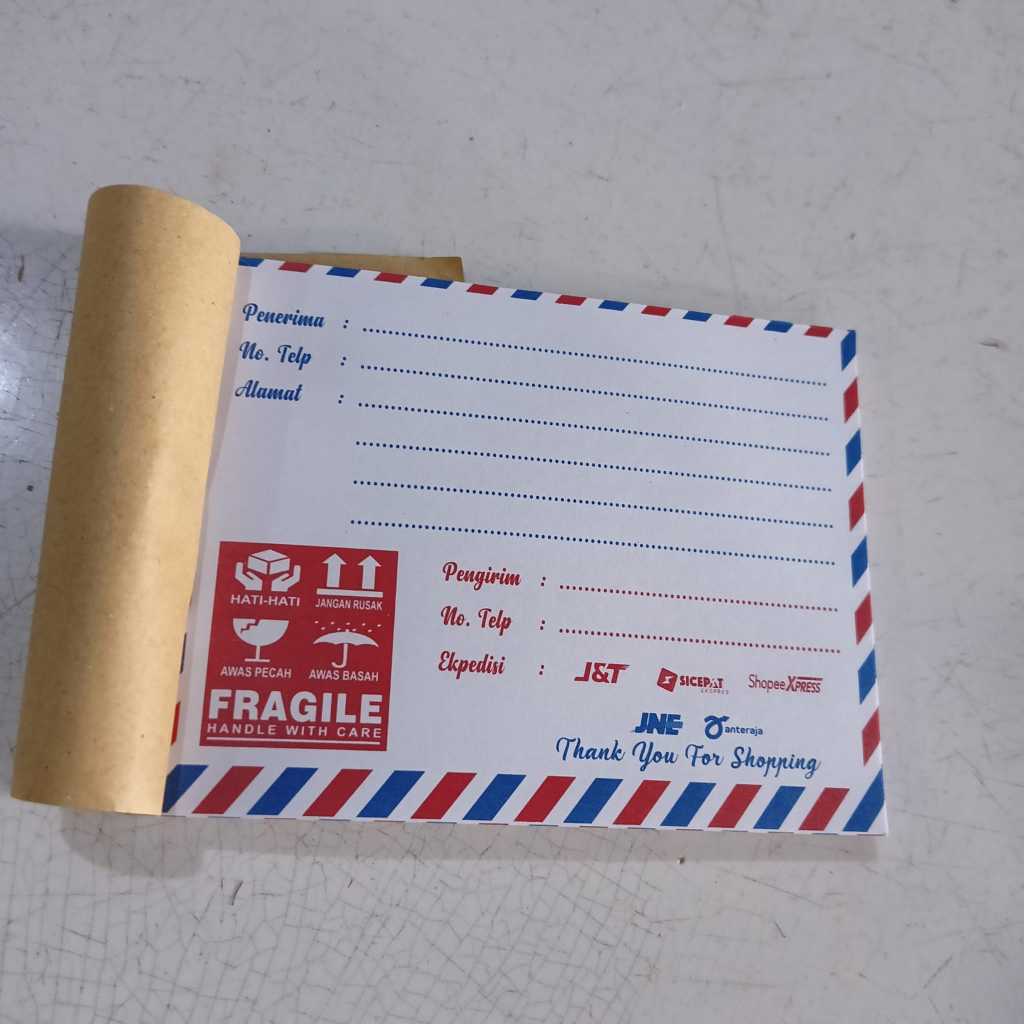 Penerima : ................................................
No. Telp : ................................................
Alamat : ................................................
................................................
................................................
................................................
HATI-HATI JANGAN RUSAK
AWAS PECAH AWAS BASAH
FRAGILE
HANDLE WITH CARE
Pengirim : ................................
No. Telp : ................................
Ekpedisi : J&T SICEPAT EKSPRES Shopee XPRESS
JNE anteraja
Thank You For Shopping